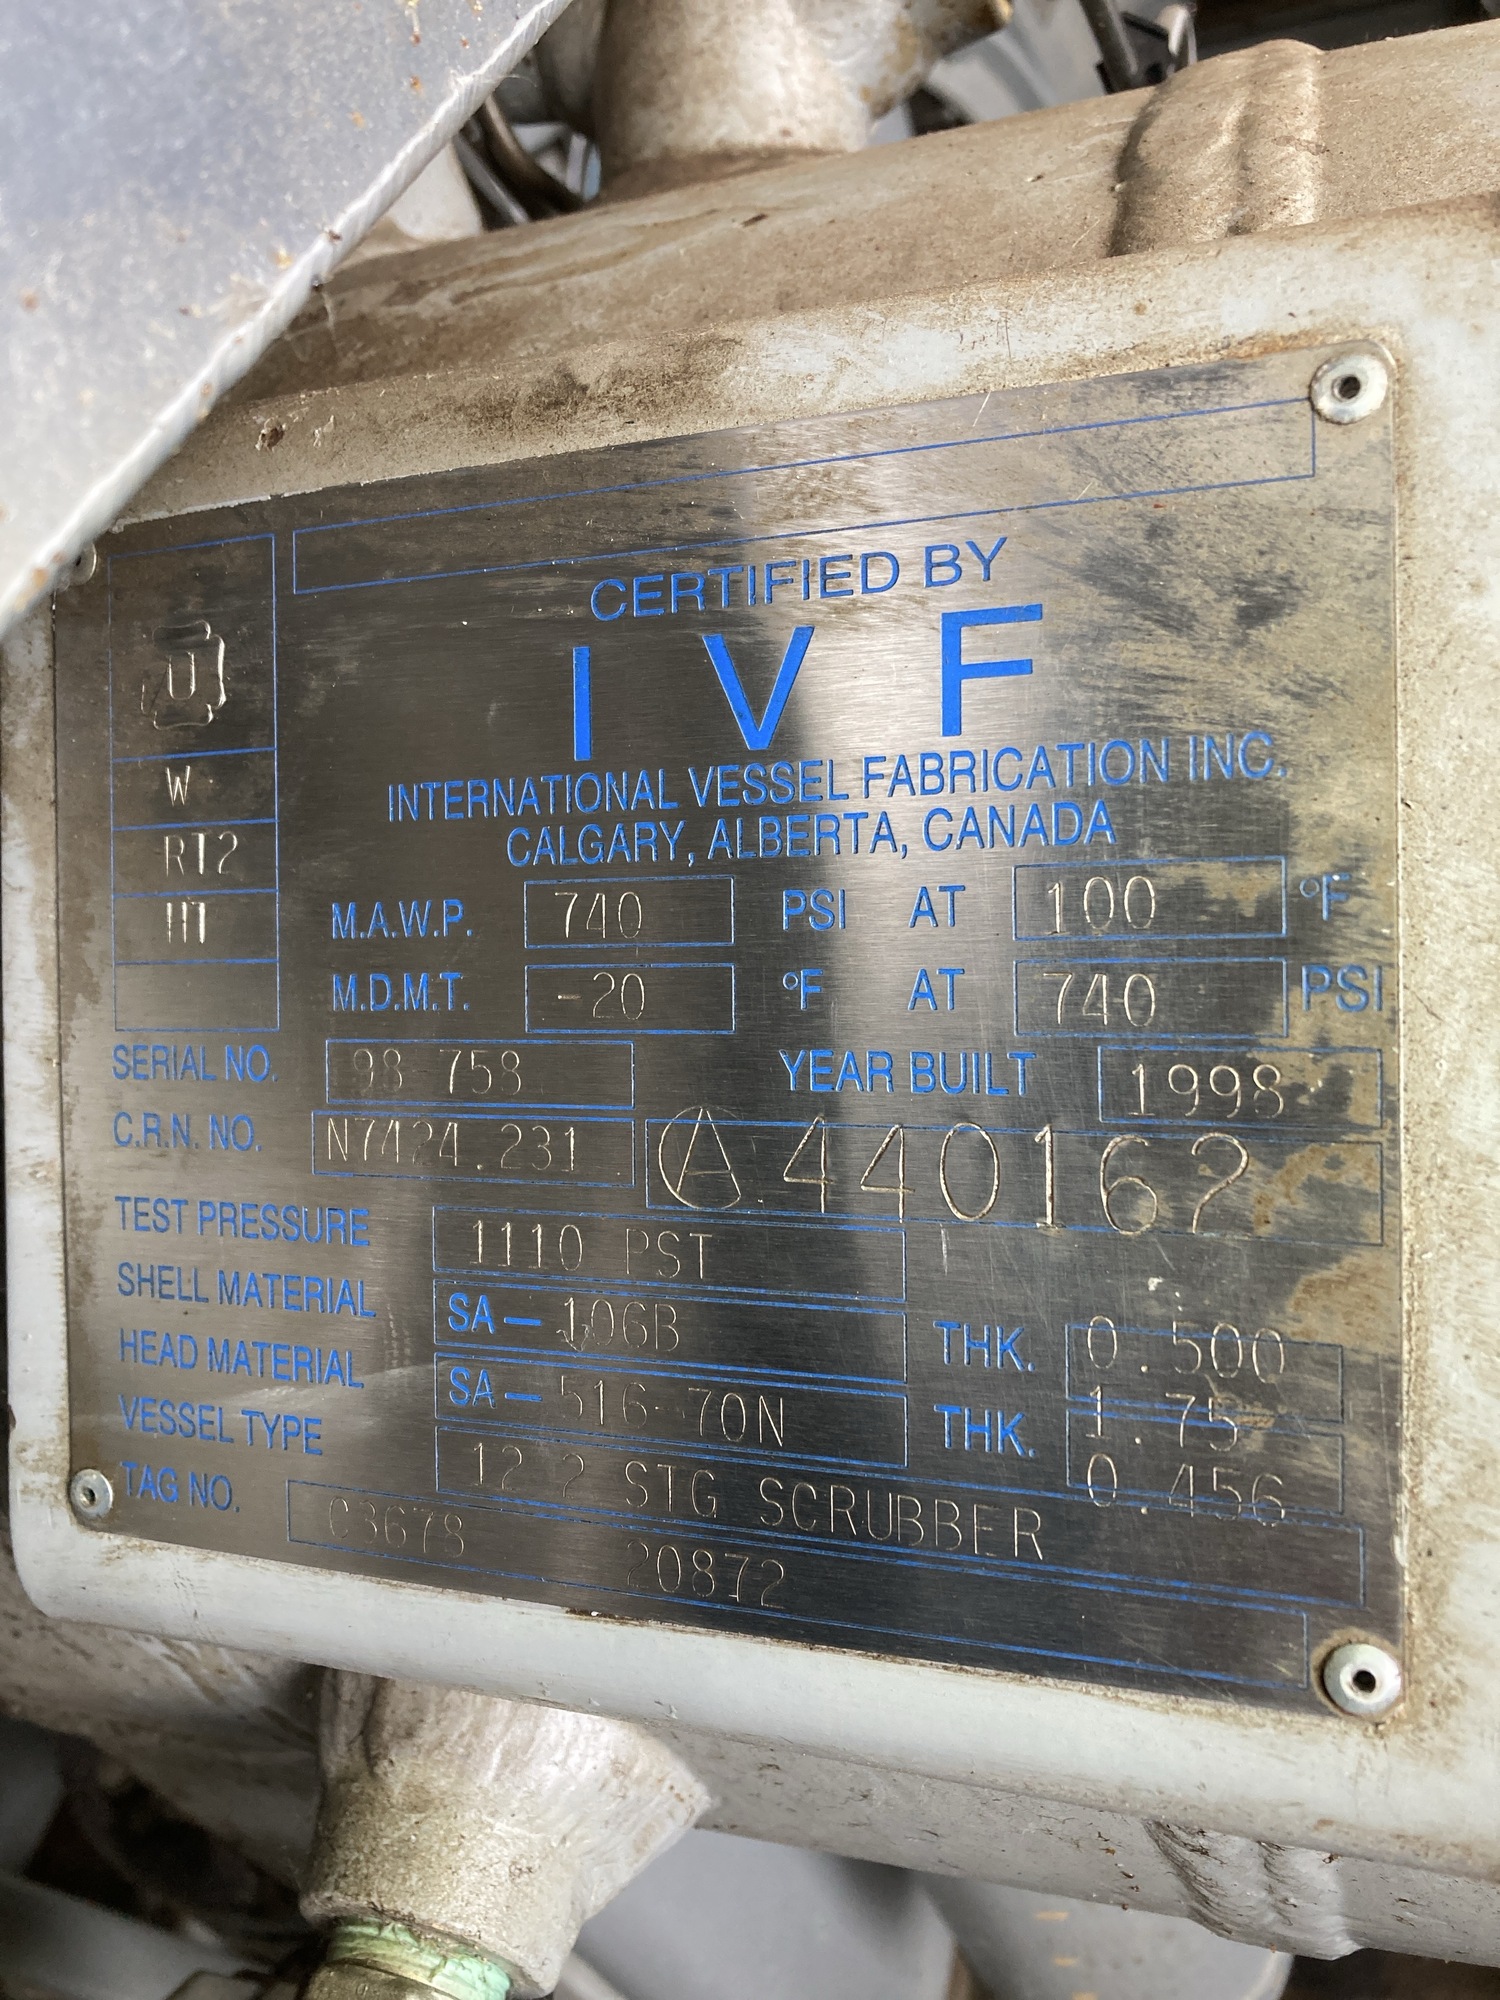 CERTIFIED BY
I V F
INTERNATIONAL VESSEL FABRICATION INC.
CALGARY, ALBERTA, CANADA
U
W
RT2
HT
M.A.W.P. 740 PSI AT 100 °F
M.D.M.T. -20 °F AT 740 PSI
SERIAL NO. 98 758 YEAR BUILT 1998
C.R.N. NO. N7424.231 A 440162
TEST PRESSURE 1110 PSI
SHELL MATERIAL SA-106B THK. 0.500
HEAD MATERIAL SA-516-70N THK. 1.75
0.456
VESSEL TYPE 12 2 STG SCRUBBER
TAG NO. C3678 20872